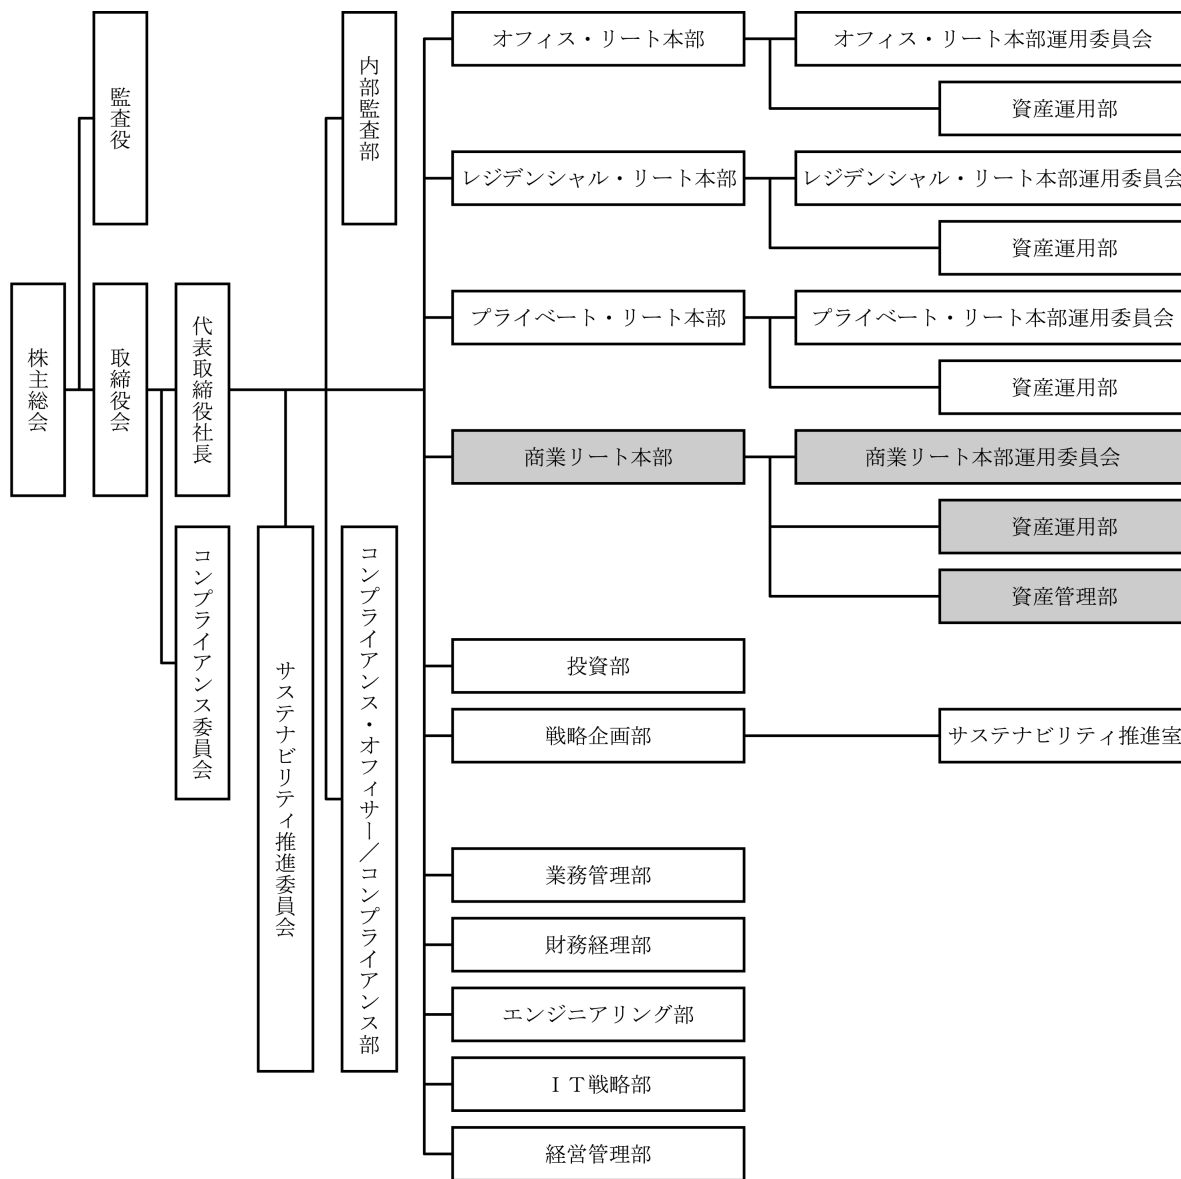 株主総会
監査役
取締役会
代表取締役社長
コンプライアンス委員会
サステナビリティ推進委員会
内部監査部
コンプライアンス・オフィサー／コンプライアンス部
オフィス・リート本部
オフィス・リート本部運用委員会
資産運用部
レジデンシャル・リート本部
レジデンシャル・リート本部運用委員会
資産運用部
プライベート・リート本部
プライベート・リート本部運用委員会
資産運用部
商業リート本部
商業リート本部運用委員会
資産運用部
資産管理部
投資部
戦略企画部
サステナビリティ推進室
業務管理部
財務経理部
エンジニアリング部
ＩＴ戦略部
経営管理部